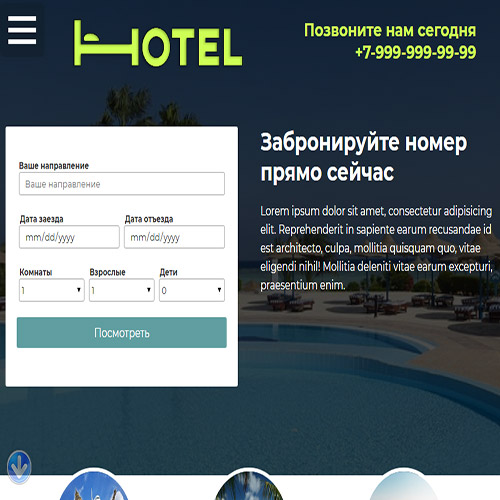 HOTEL
Позвоните нам сегодня
+7-999-999-99-99
Забронируйте номер
прямо сейчас
Lorem ipsum dolor sit amet, consectetur adipisicing
elit. Reprehenderit in sapiente earum recusandae id
est architecto, culpa, mollitia quisquam quo, vitae
eligendi nihil! Mollitia deleniti vitae earum excepturi,
praesentium enim.
Ваше направление
Ваше направление
Дата заезда Дата отъезда
mm/dd/yyyy mm/dd/yyyy
Комнаты Взрослые Дети
1 1 0
Посмотреть